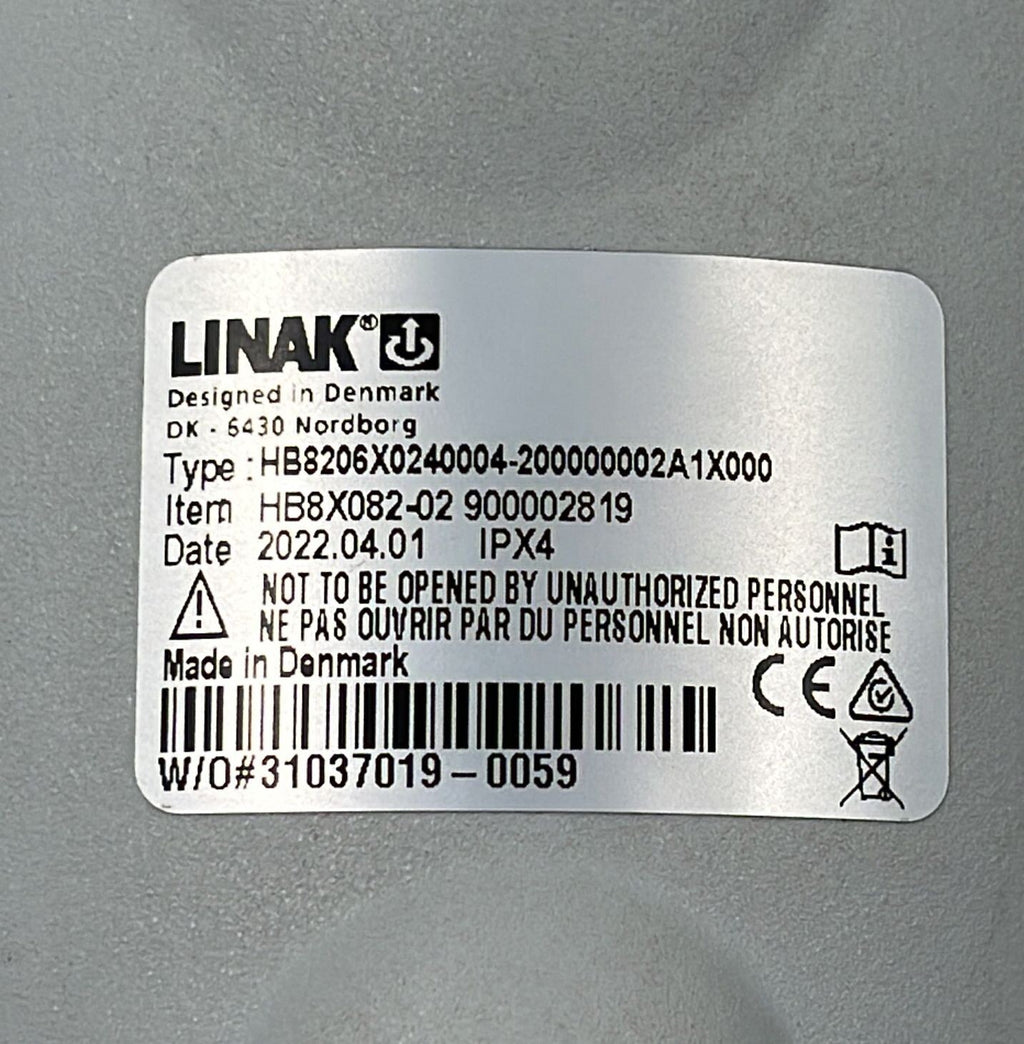 LINAK®
Designed in Denmark
DK - 6430 Nordborg
Type : HB8206X0240004-200000002A1X000
Item HB8X082-02 900002819
Date 2022.04.01 IPX4
NOT TO BE OPENED BY UNAUTHORIZED PERSONNEL
NE PAS OUVRIR PAR DU PERSONNEL NON AUTORISE
Made in Denmark
CE
W/O#31037019-0059